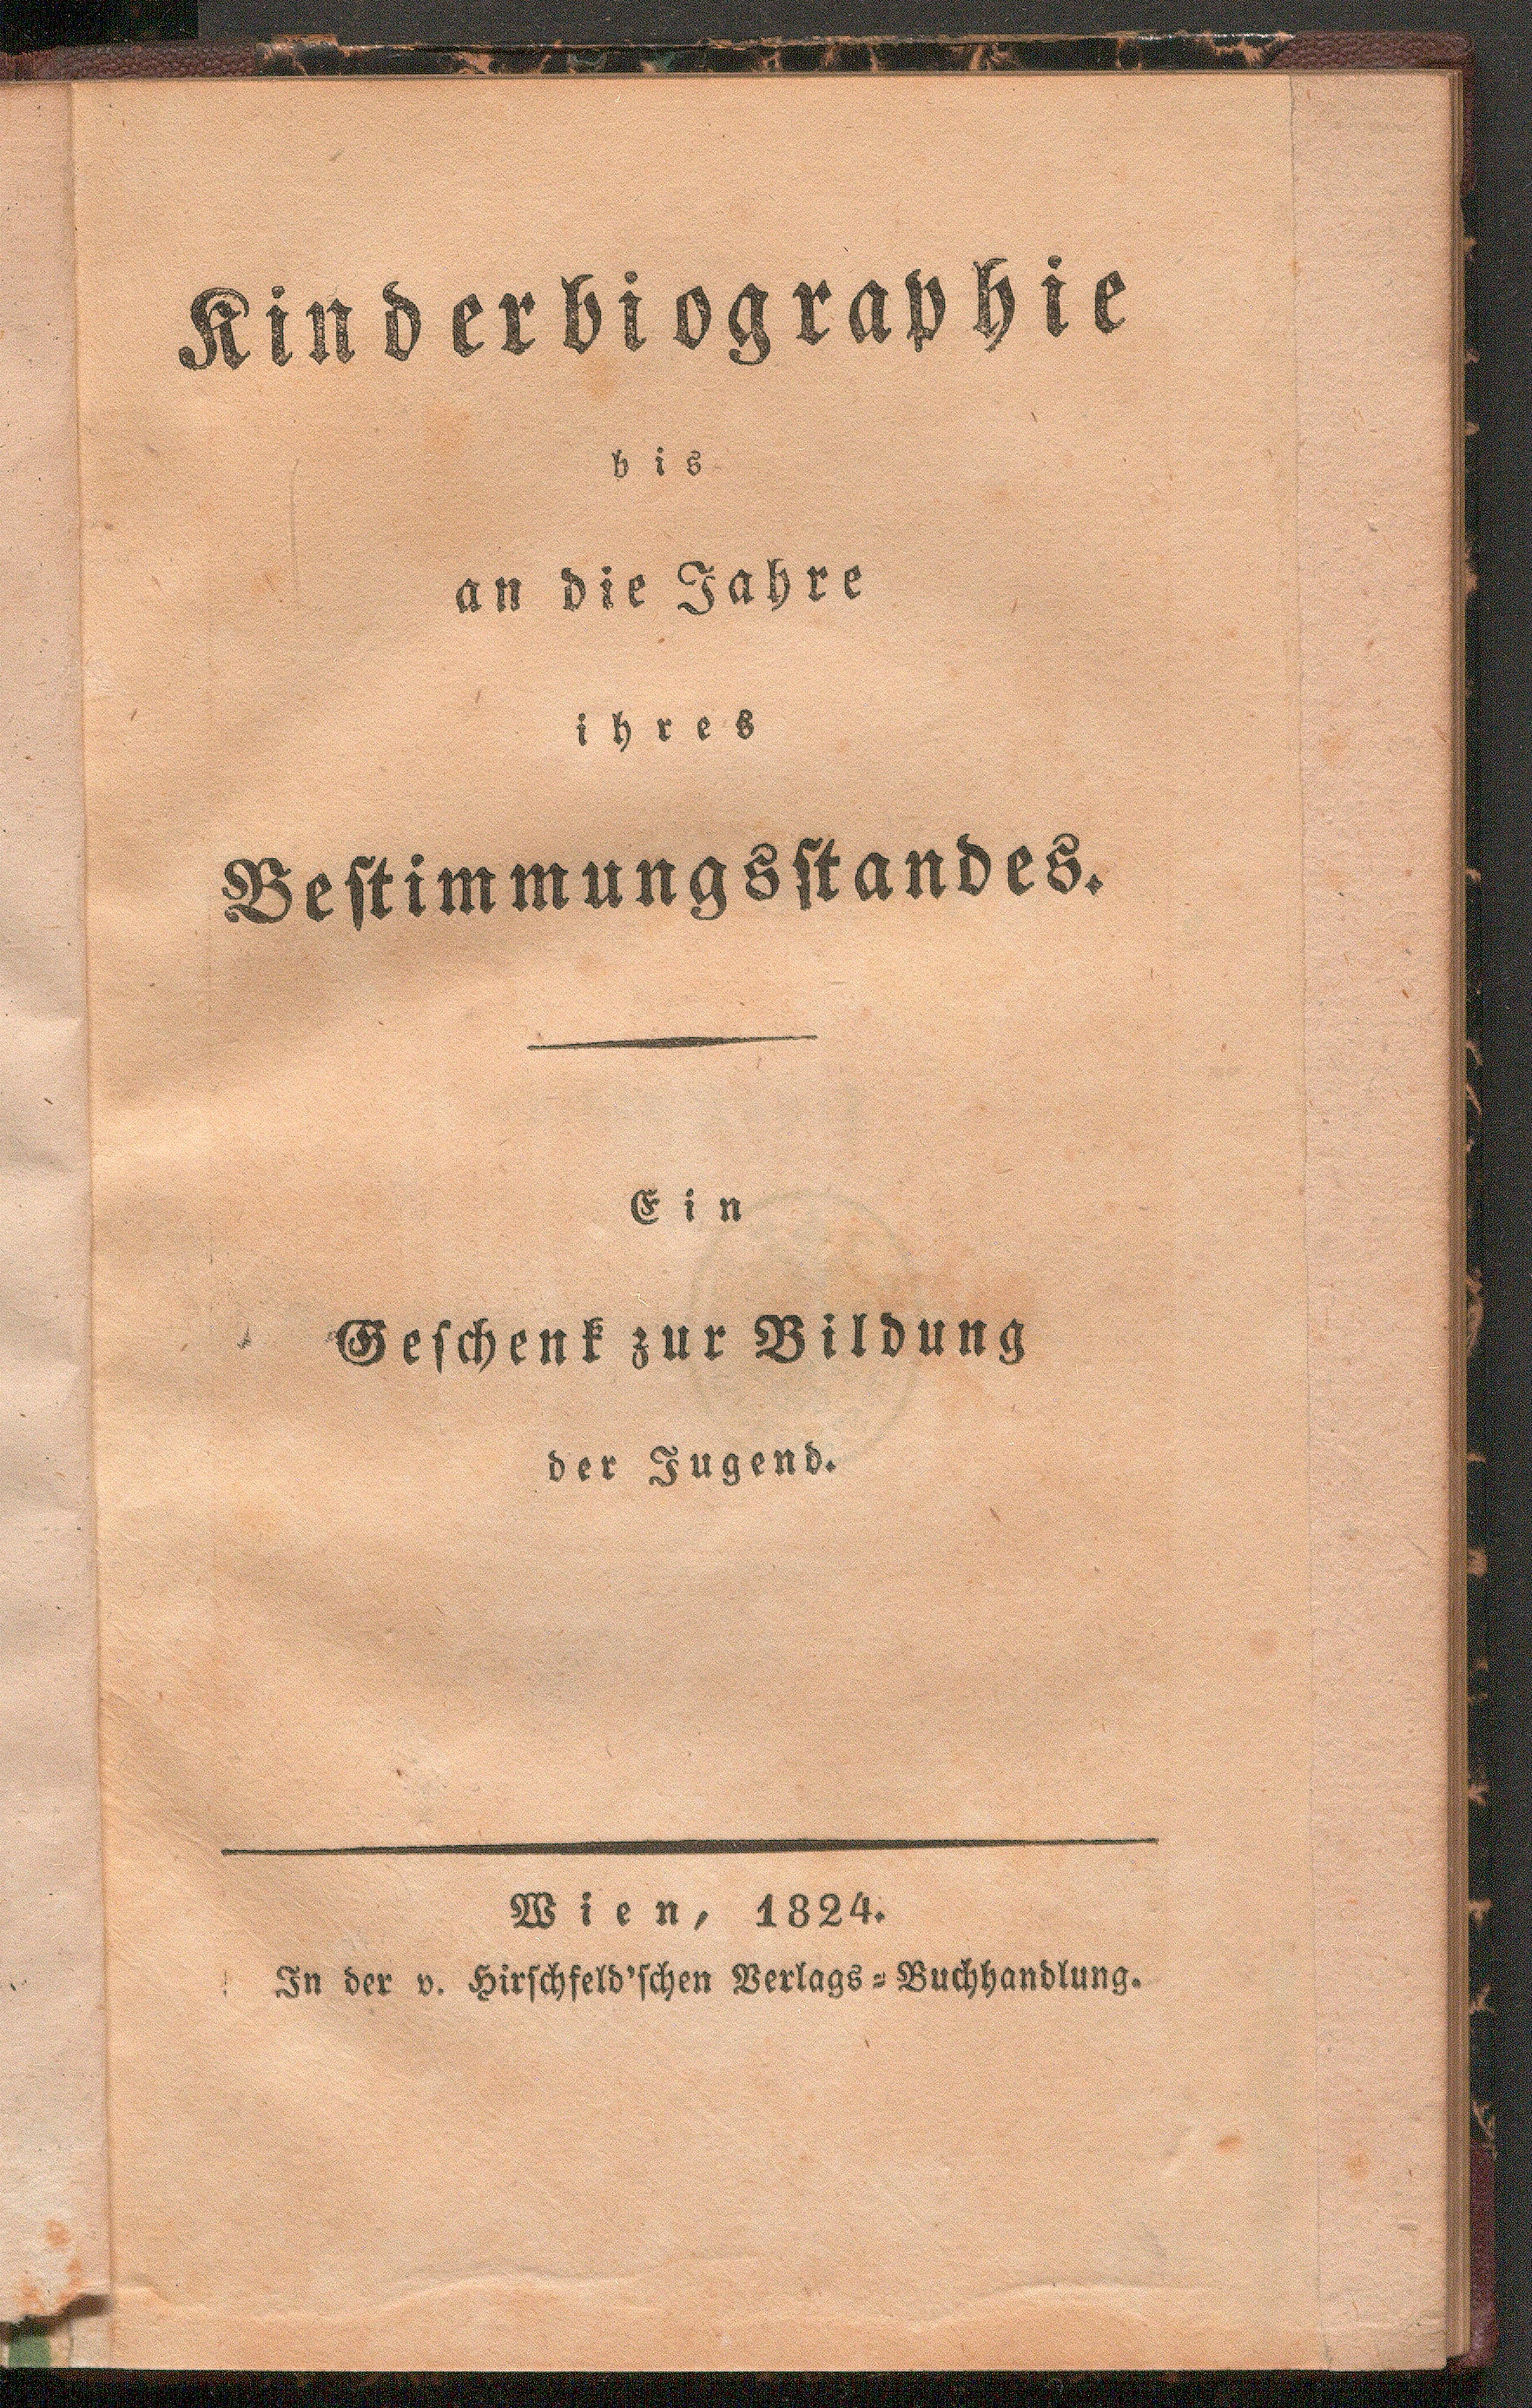 Kinderbiographie
bis
an die Jahre
ihres
Bestimmungsstandes.
Ein
Geschenk zur Bildung
der Jugend.
Wien, 1824.
In der v. Hirschfeld'schen Verlags-Buchhandlung.